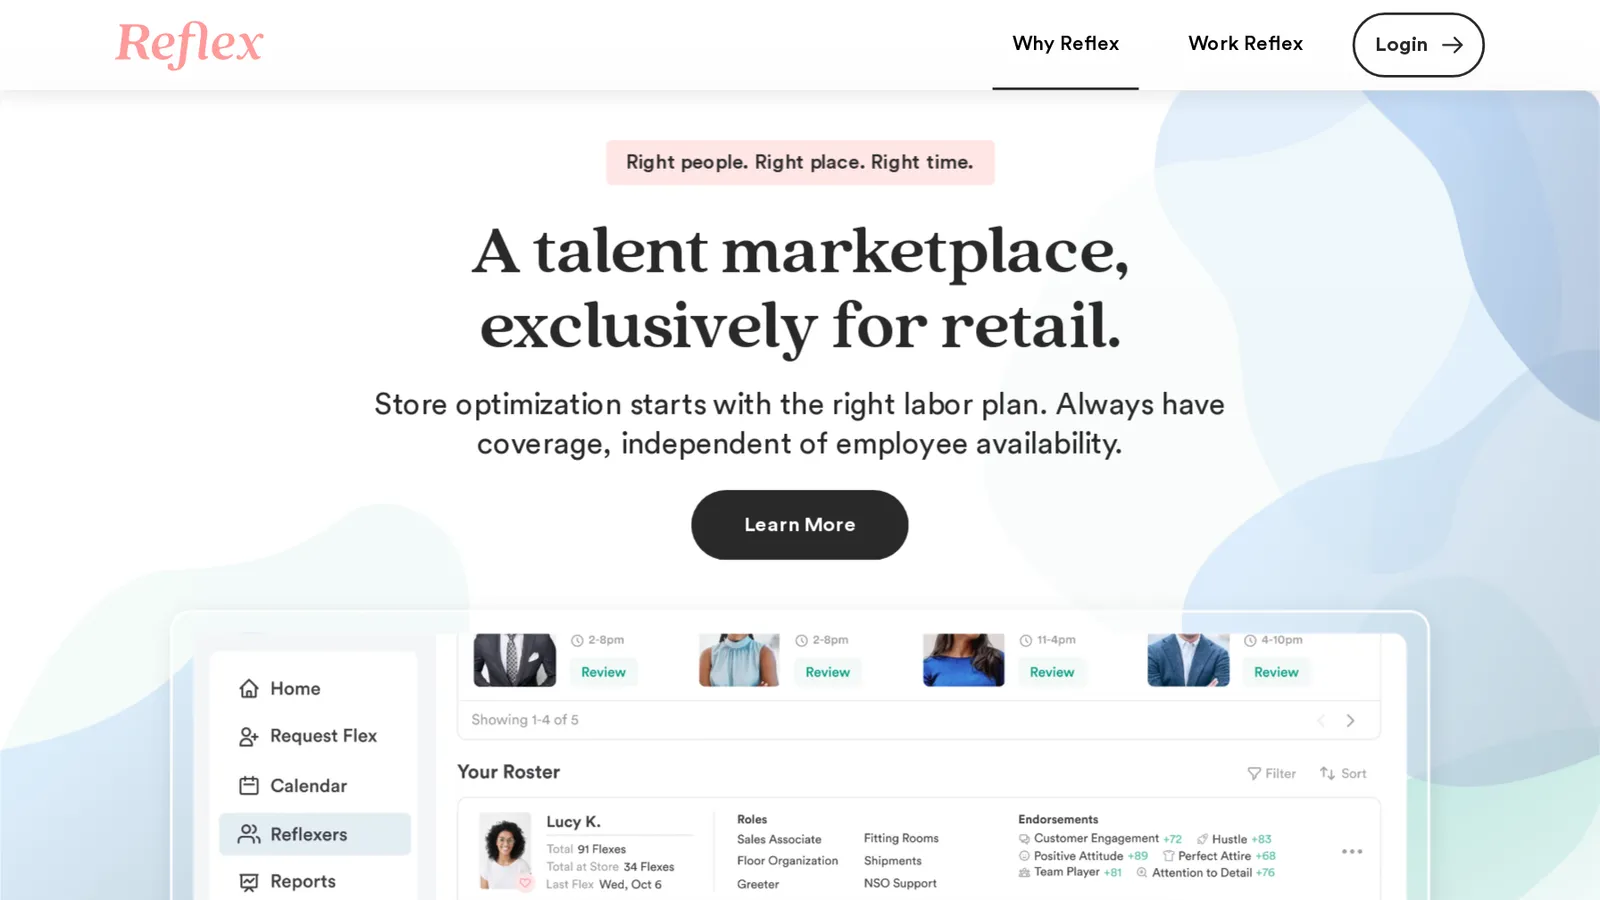 Reflex
Why Reflex
Work Reflex
Login
Right people. Right place. Right time.
A talent marketplace,
exclusively for retail.
Store optimization starts with the right labor plan. Always have
coverage, independent of employee availability.
Learn More
2-8pm
Review
2-8pm
Review
11-4pm
Review
4-10pm
Review
Showing 1-4 of 5
Home
Request Flex
Calendar
Reflexers
Reports
Your Roster
Filter
Sort
Lucy K.
Total 91 Flexes
Total at Store 34 Flexes
Last Flex Wed, Oct 6
Roles
Sales Associate
Floor Organization
Greeter
Fitting Rooms
Shipments
NSO Support
Endorsements
Customer Engagement +72 Hustle +83
Positive Attitude +89 Perfect Attire +68
Team Player +81 Attention to Detail +76